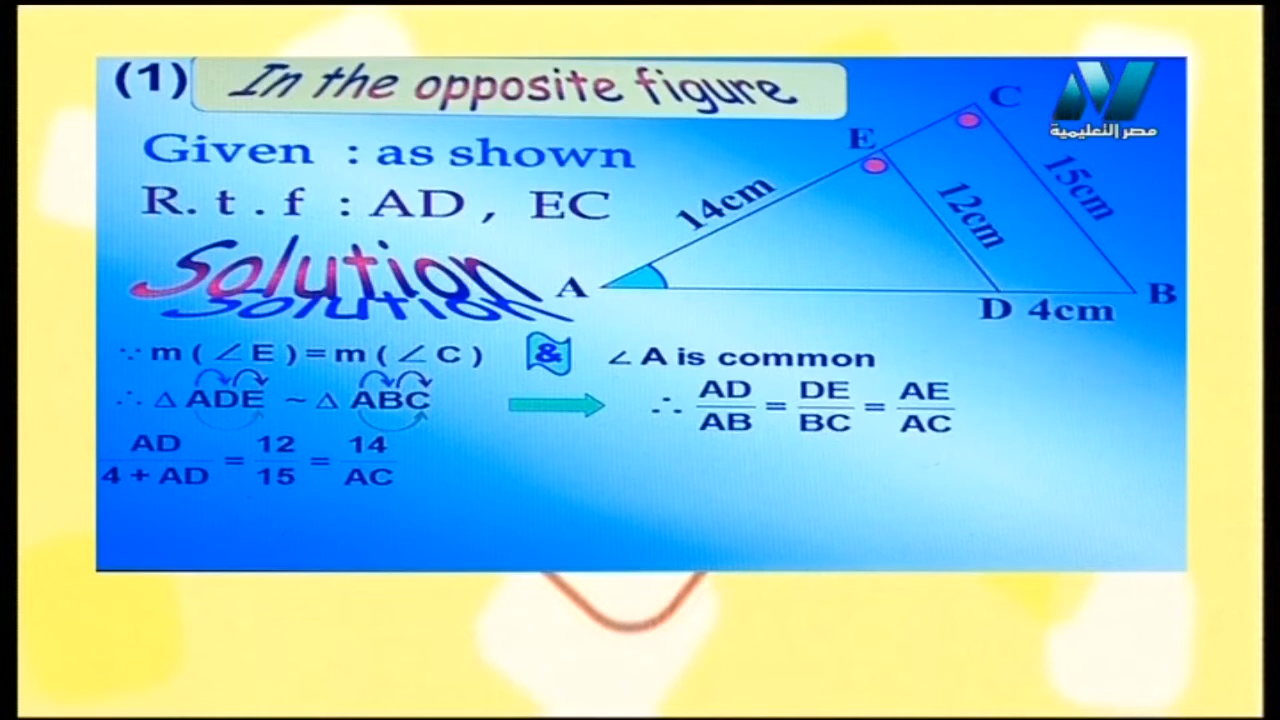 (1) In the opposite figure
Given : as shown
R. t . f : AD , EC
Solution
∵ m ( ∠ E ) = m ( ∠ C ) & ∠ A is common
∴ △ ADE ~ △ ABC
∴ AD/AB = DE/BC = AE/AC
AD/4 + AD = 12/15 = 14/AC
C
E
14cm
12cm
15cm
A
D 4cm B
مصر التعليمية